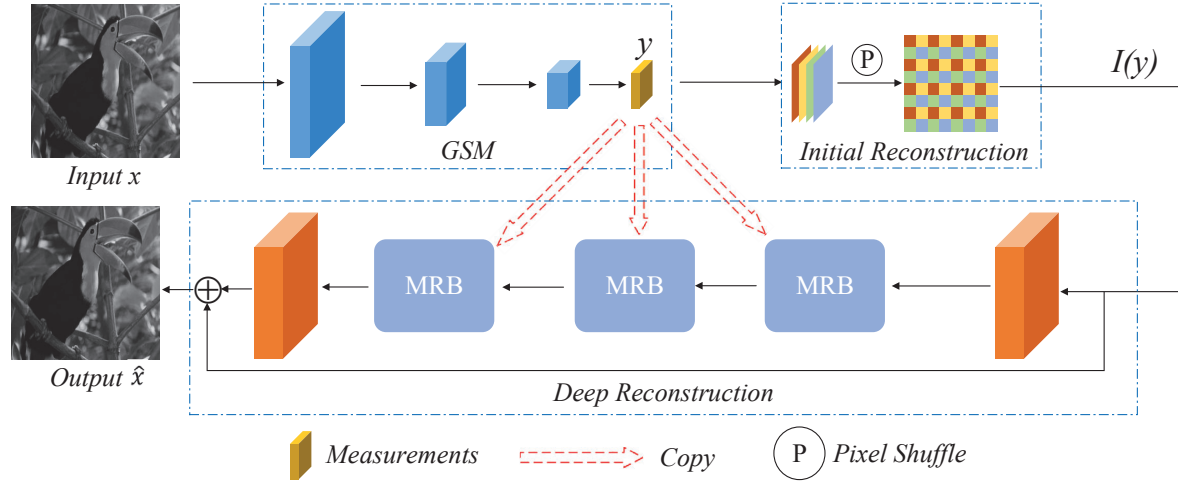 y
P
I(y)
GSM
Initial Reconstruction
Input x
MRB
MRB
MRB
Output x̂
Deep Reconstruction
Measurements
Copy
P
Pixel Shuffle